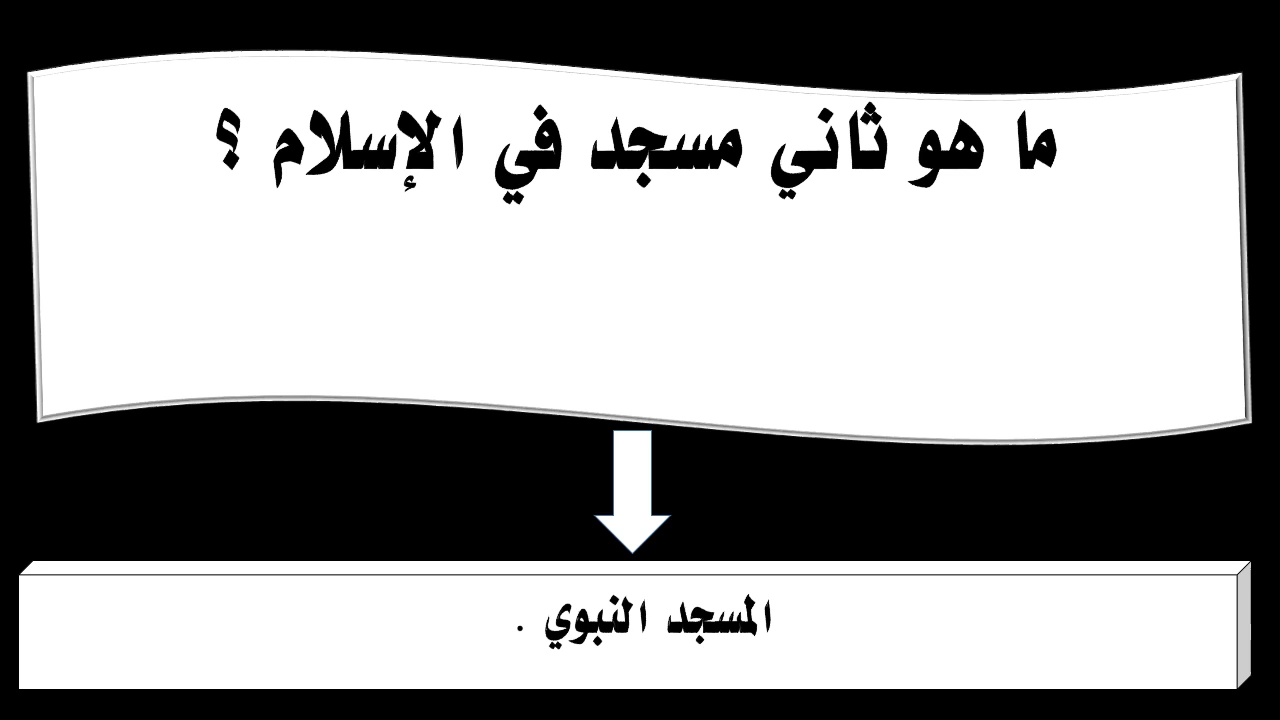 ما هو ثاني مسجد في الإسلام ؟
المسجد النبوي .